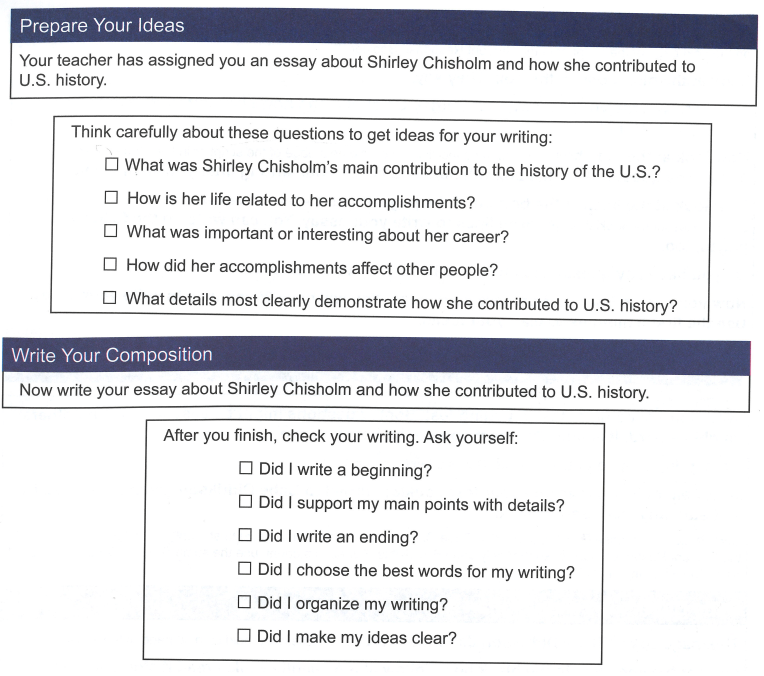 Prepare Your Ideas
Your teacher has assigned you an essay about Shirley Chisholm and how she contributed to
U.S. history.
Think carefully about these questions to get ideas for your writing:
☐ What was Shirley Chisholm's main contribution to the history of the U.S.?
☐ How is her life related to her accomplishments?
☐ What was important or interesting about her career?
☐ How did her accomplishments affect other people?
☐ What details most clearly demonstrate how she contributed to U.S. history?
Write Your Composition
Now write your essay about Shirley Chisholm and how she contributed to U.S. history.
After you finish, check your writing. Ask yourself:
☐ Did I write a beginning?
☐ Did I support my main points with details?
☐ Did I write an ending?
☐ Did I choose the best words for my writing?
☐ Did I organize my writing?
☐ Did I make my ideas clear?